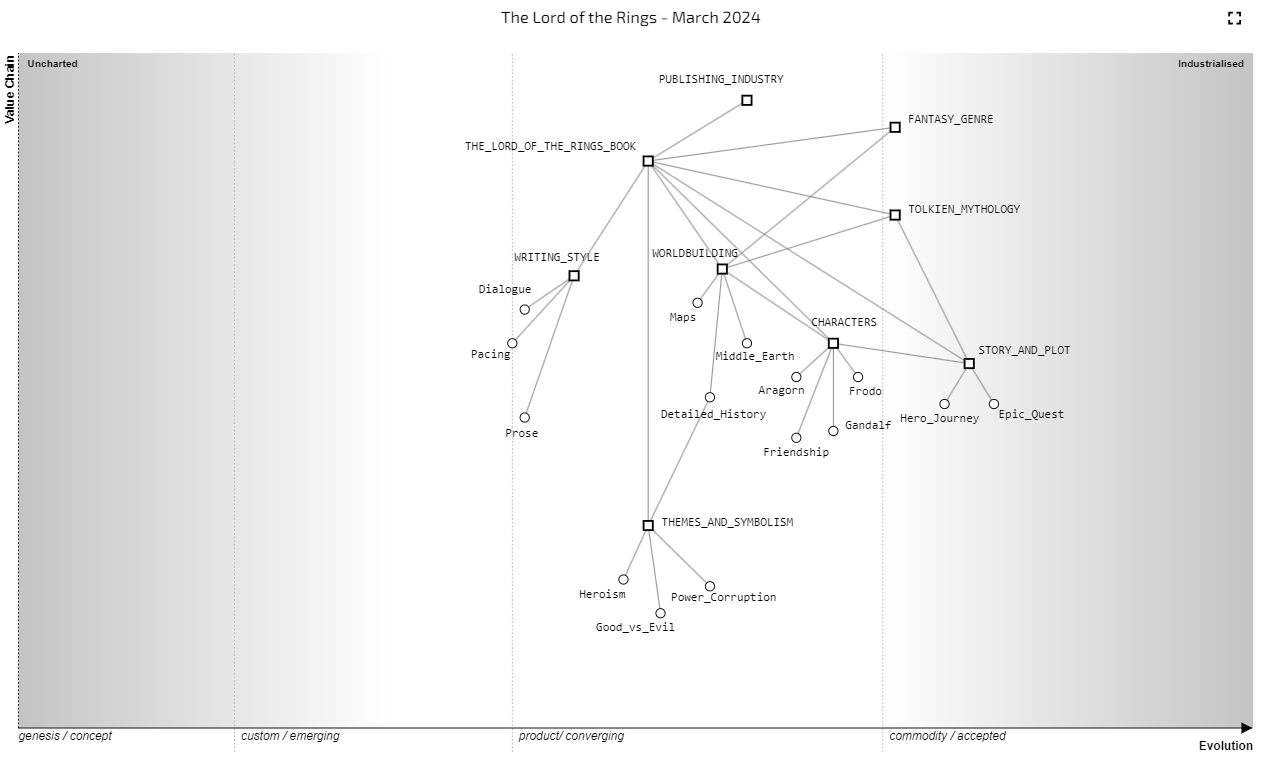 The Lord of the Rings - March 2024
Value Chain
Uncharted
Industrialised
PUBLISHING_INDUSTRY
FANTASY_GENRE
THE_LORD_OF_THE_RINGS_BOOK
TOLKIEN_MYTHOLOGY
WRITING_STYLE
WORLDBUILDING
Dialogue
Maps
CHARACTERS
Pacing
Middle_Earth
STORY_AND_PLOT
Aragorn
Frodo
Detailed_History
Hero_Journey
Epic_Quest
Prose
Gandalf
Friendship
THEMES_AND_SYMBOLISM
Heroism
Power_Corruption
Good_vs_Evil
genesis / concept
custom / emerging
product/ converging
commodity / accepted
Evolution